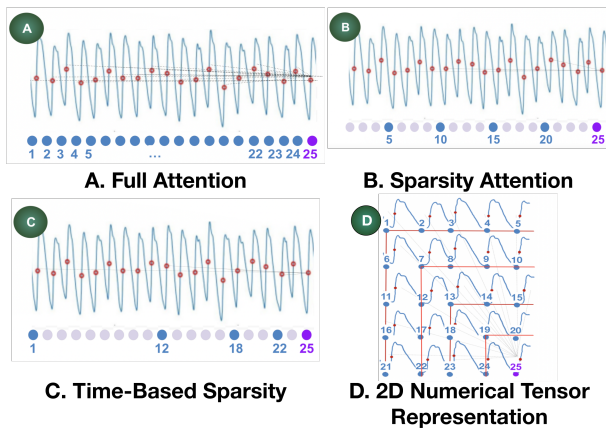 A
1 2 3 4 5 ... 22 23 24 25
A. Full Attention
B
5 10 15 20 25
B. Sparsity Attention
C
1 12 18 22 25
C. Time-Based Sparsity
D
1 2 3 4 5
6 7 8 9 10
11 12 13 14 15
16 17 18 19 20
21 22 23 24 25
D. 2D Numerical Tensor
Representation